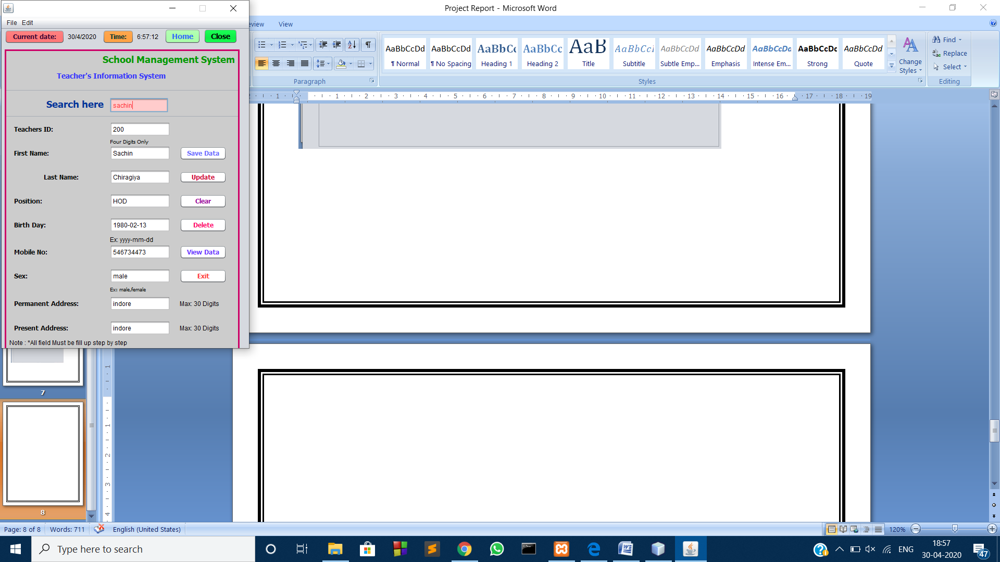 Project Report - Microsoft Word
File Edit
eview View
Current date: 30/4/2020 Time: 6:57:12 Home Close
School Management System
Teacher's Information System
Search here sachin
Teachers ID: 200
Four Digits Only
First Name: Sachin Save Data
Last Name: Chiragiya Update
Position: HOD Clear
Birth Day: 1980-02-13 Delete
Ex: yyyy-mm-dd
Mobile No: 546734473 View Data
Sex: male Exit
Ex: male,female
Permanent Address: indore Max: 30 Digits
Present Address: indore Max: 30 Digits
Note : *All field Must be fill up step by step
AaBbCcDd AaBbCcDd AaBbCc AaBbCc AaB AaBbCcI AaBbCcDd AaBbCcDd AaBbCcDd AaBbCcDd AaBbCcDd
¶ Normal ¶ No Spacing Heading 1 Heading 2 Title Subtitle Subtle Emp... Emphasis Intense Em... Strong Quote
Change
Styles
Find
Replace
Select
Paragraph Styles Editing
2 1 1 2 3 4 5 6 7 8 9 10 11 12 13 14 15 16 17 18 19
1
1
2
3
4
7
8
Page: 8 of 8 Words: 711 English (United States) 120%
Type here to search
ENG
18:57
30-04-2020
47